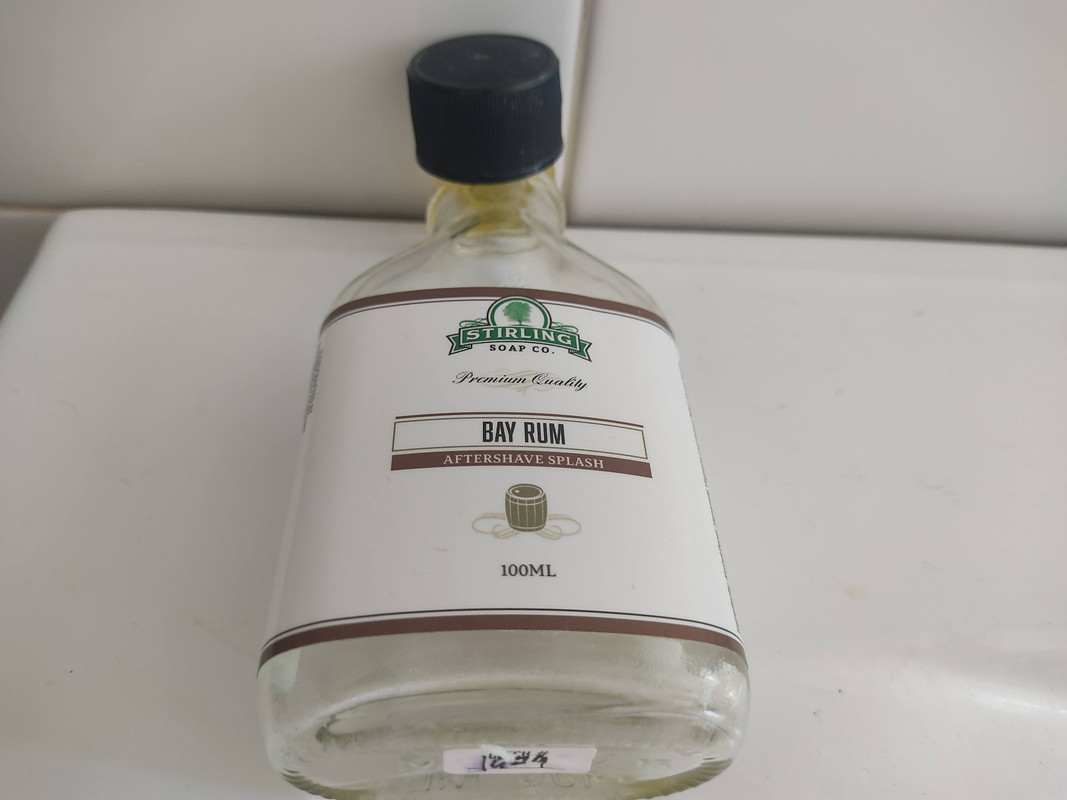 STIRLING
SOAP CO.
Premium Quality
BAY RUM
AFTERSHAVE SPLASH
100ML